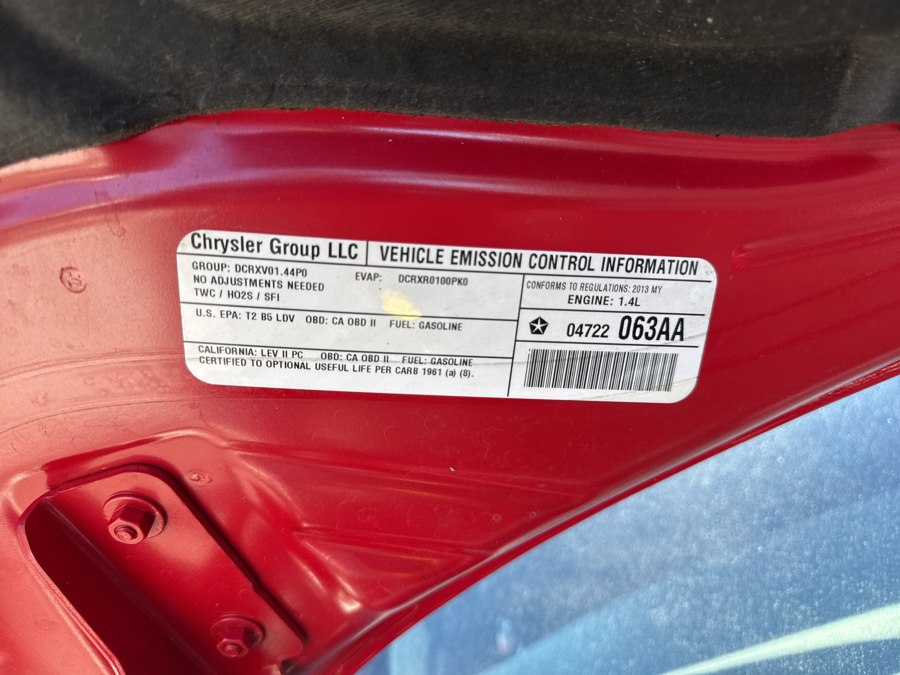 Chrysler Group LLC
VEHICLE EMISSION CONTROL INFORMATION
GROUP: DCRXV01.44P0 EVAP: DCRXR0100PK0
NO ADJUSTMENTS NEEDED
TWC / HO2S / SFI
U.S. EPA: T2 B5 LDV OBD: CA OBD II FUEL: GASOLINE
CALIFORNIA: LEV II PC OBD: CA OBD II FUEL: GASOLINE
CERTIFIED TO OPTIONAL USEFUL LIFE PER CARB 1961 (a) (8).
CONFORMS TO REGULATIONS: 2013 MY
ENGINE: 1.4L
04722 063AA